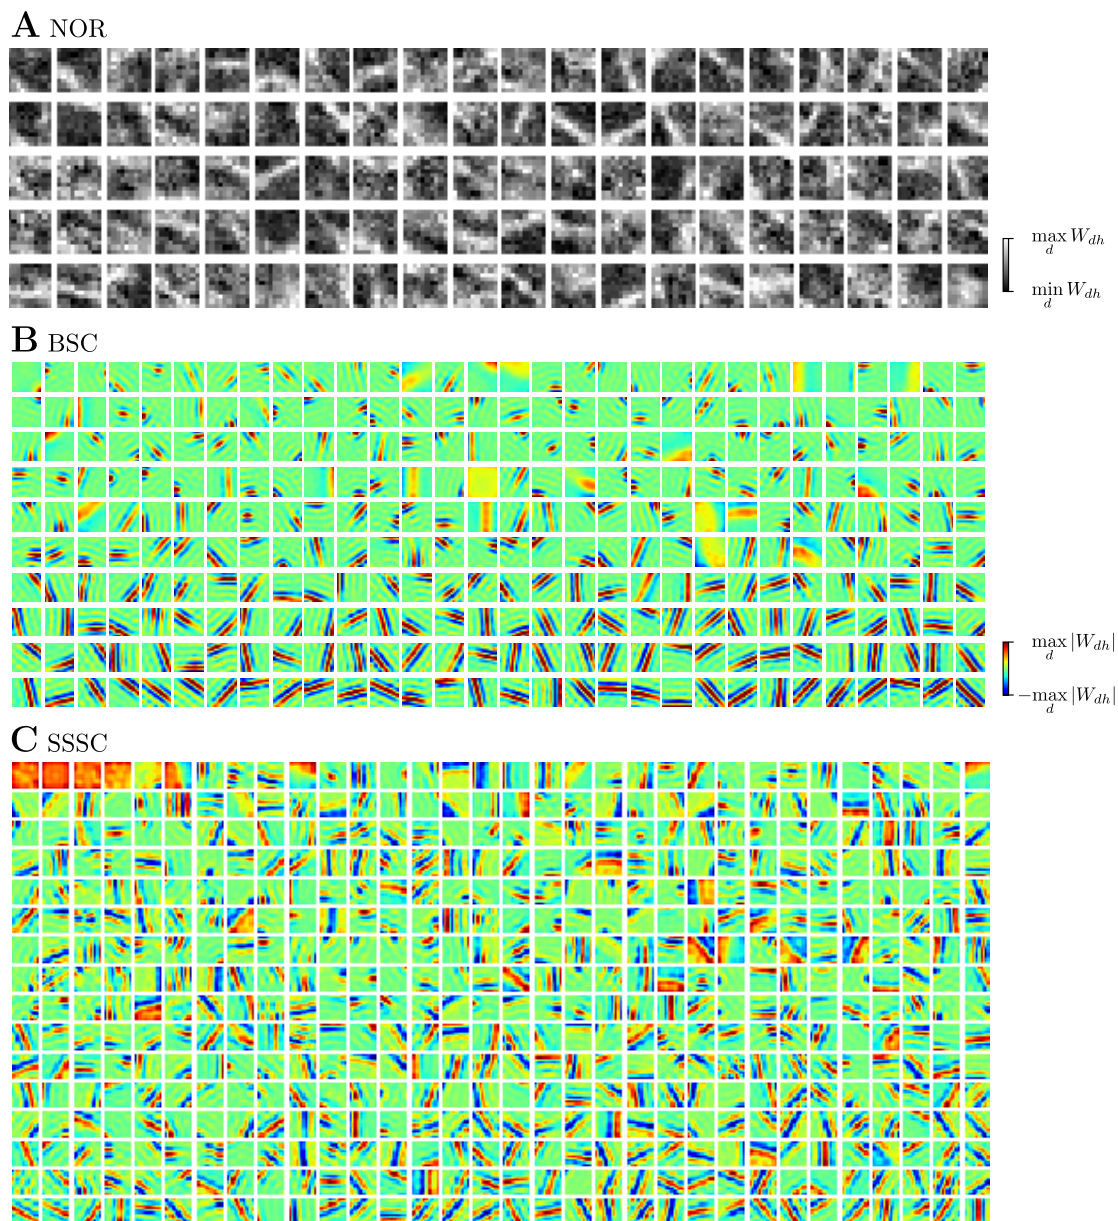 A NOR
max W_dh
d
min W_dh
d
B BSC
max |W_dh|
d
−max |W_dh|
d
C SSSC